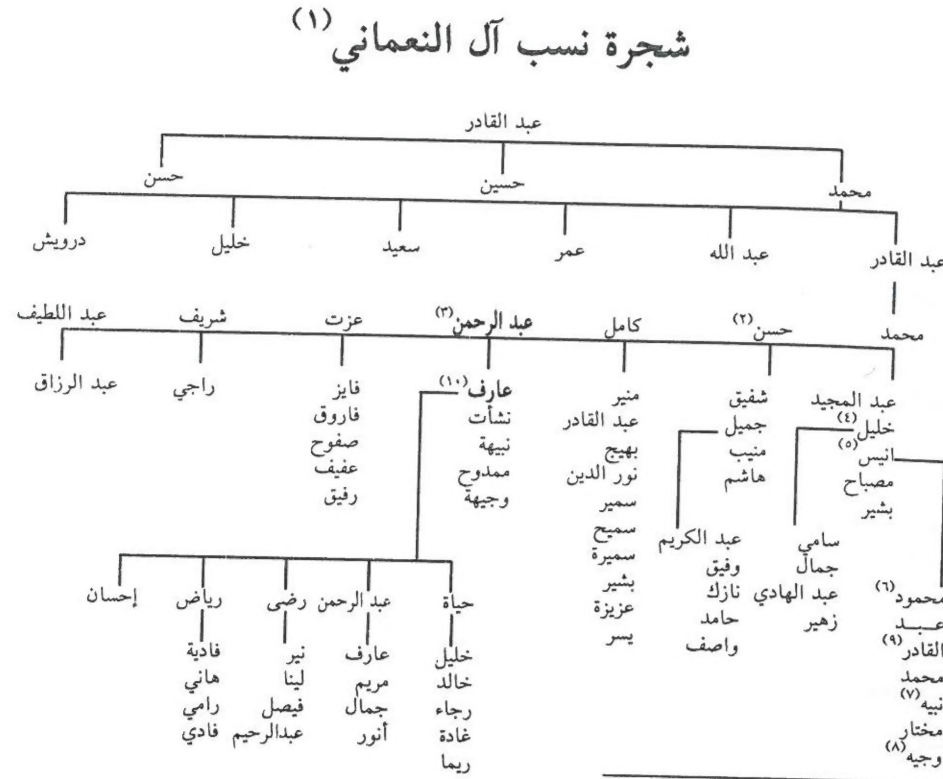 شجرة نسب آل النعماني (١)
عبد القادر
محمد
حسين
حسن
عبد القادر
عبد الله
عمر
سعيد
خليل
درويش
محمد
حسن (٢)
كامل
عبد الرحمن (٣)
عزت
شريف
عبد اللطيف
عبد المجيد
خليل (٤)
انيس (٥)
مصباح
بشير
شفيق
جميل
منيب
هاشم
منير
عبد القادر
بهيج
نور الدين
سمير
سميح
سميرة
بشير
عزيزة
يسر
عارف (١٠)
نشأت
نبيهة
ممدوح
وجيهة
فايز
فاروق
صفوح
عفيف
رفيق
راجي
عبد الرزاق
محمود (٦)
عبد
القادر (٩)
محمد
نبيه (٧)
مختار
وجيه (٨)
سامي
جمال
عبد الهادي
زهير
عبد الكريم
وفيق
نازك
حامد
واصف
حياة
عبد الرحمن
رضى
رياض
إحسان
خليل
خالد
رجاء
غادة
ريما
عارف
مريم
جمال
أنور
نير
لينا
فيصل
عبدالرحيم
فادية
هاني
رامي
فادي